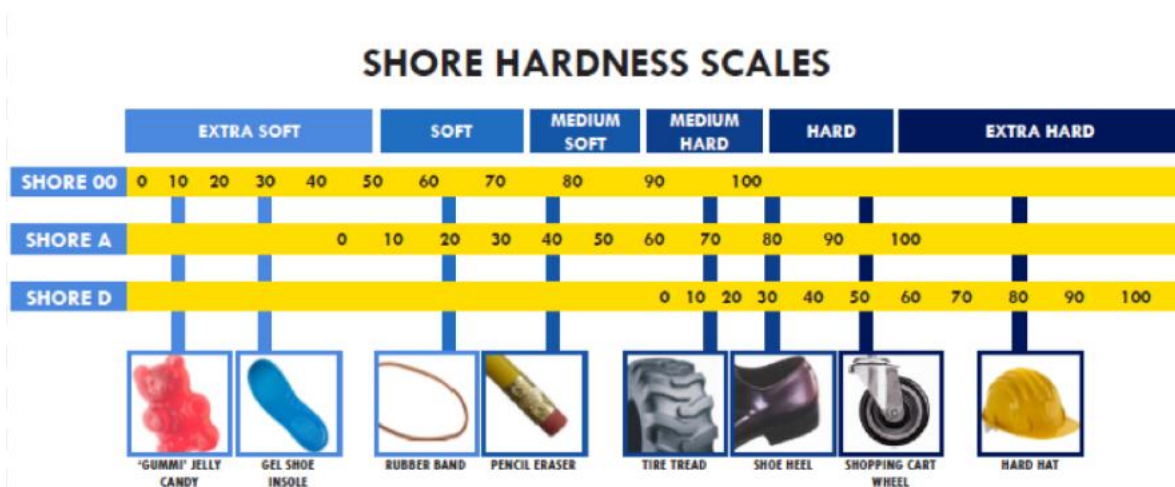 SHORE HARDNESS SCALES
EXTRA SOFT
SOFT
MEDIUM
SOFT
MEDIUM
HARD
HARD
EXTRA HARD
SHORE 00 0 10 20 30 40 50 60 70 80 90 100
SHORE A 0 10 20 30 40 50 60 70 80 90 100
SHORE D 0 10 20 30 40 50 60 70 80 90 100
'GUMMI' JELLY
CANDY
GEL SHOE
INSOLE
RUBBER BAND
PENCIL ERASER
TIRE TREAD
SHOE HEEL
SHOPPING CART
WHEEL
HARD HAT